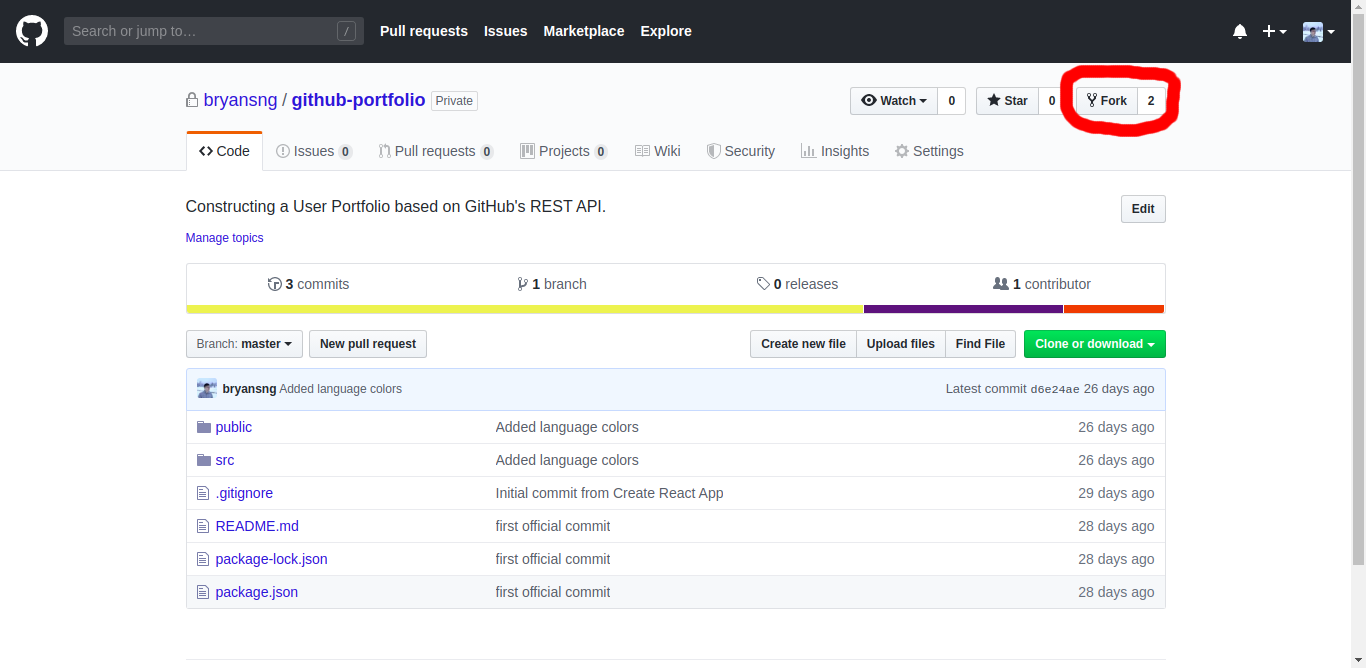 Search or jump to… / Pull requests Issues Marketplace Explore
bryansng / github-portfolio Private Watch 0 Star 0 Fork 2
Code Issues 0 Pull requests 0 Projects 0 Wiki Security Insights Settings
Constructing a User Portfolio based on GitHub's REST API. Edit
Manage topics
3 commits 1 branch 0 releases 1 contributor
Branch: master New pull request Create new file Upload files Find File Clone or download
bryansng Added language colors Latest commit d6e24ae 26 days ago
public Added language colors 26 days ago
src Added language colors 26 days ago
.gitignore Initial commit from Create React App 29 days ago
README.md first official commit 28 days ago
package-lock.json first official commit 28 days ago
package.json first official commit 28 days ago